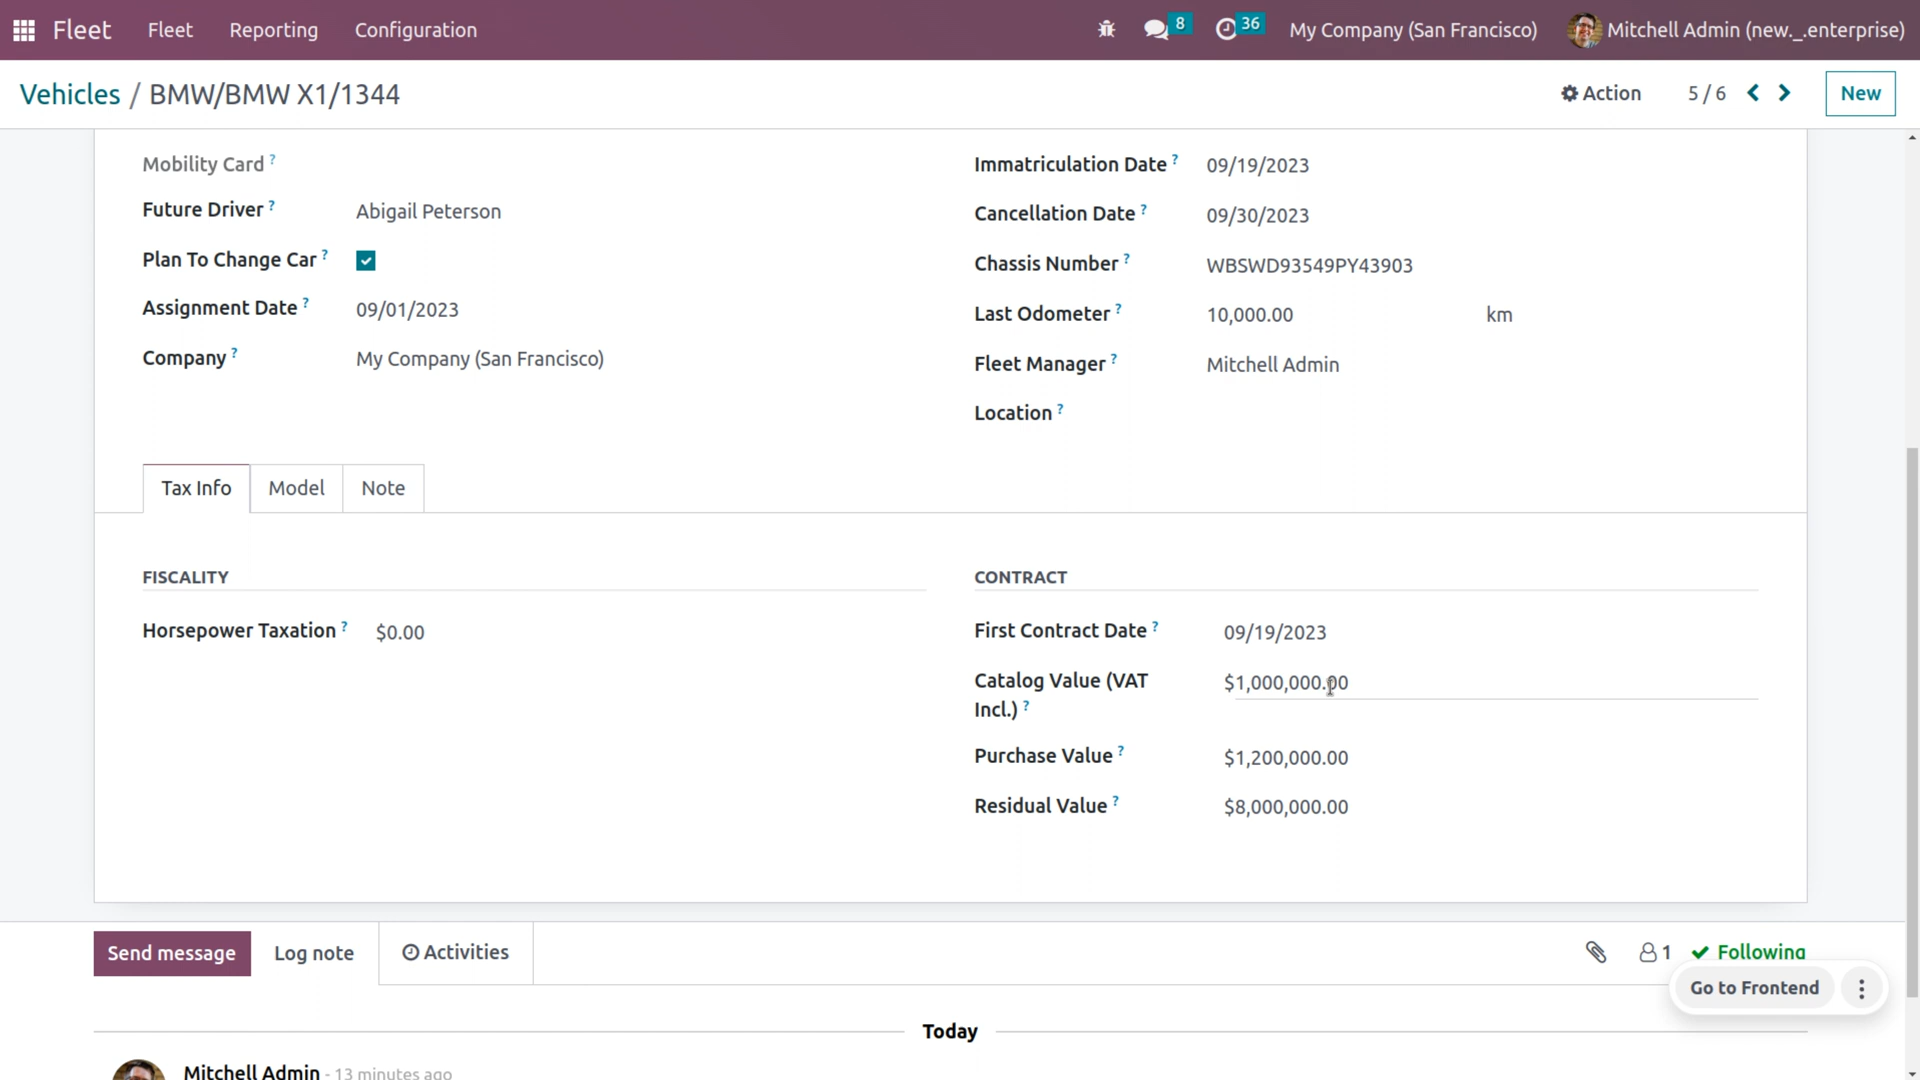 Fleet Fleet Reporting Configuration 8 36 My Company (San Francisco) Mitchell Admin (new._.enterprise)
Vehicles / BMW/BMW X1/1344 Action 5 / 6 New
Mobility Card ?
Future Driver ? Abigail Peterson
Plan To Change Car ?
Assignment Date ? 09/01/2023
Company ? My Company (San Francisco)
Immatriculation Date ? 09/19/2023
Cancellation Date ? 09/30/2023
Chassis Number ? WBSWD93549PY43903
Last Odometer ? 10,000.00 km
Fleet Manager ? Mitchell Admin
Location ?
Tax Info Model Note
FISCALITY
Horsepower Taxation ? $0.00
CONTRACT
First Contract Date ? 09/19/2023
Catalog Value (VAT $1,000,000.00
Incl.) ?
Purchase Value ? $1,200,000.00
Residual Value ? $8,000,000.00
Send message Log note Activities 1 Following
Go to Frontend
Today
Mitchell Admin - 13 minutes ago